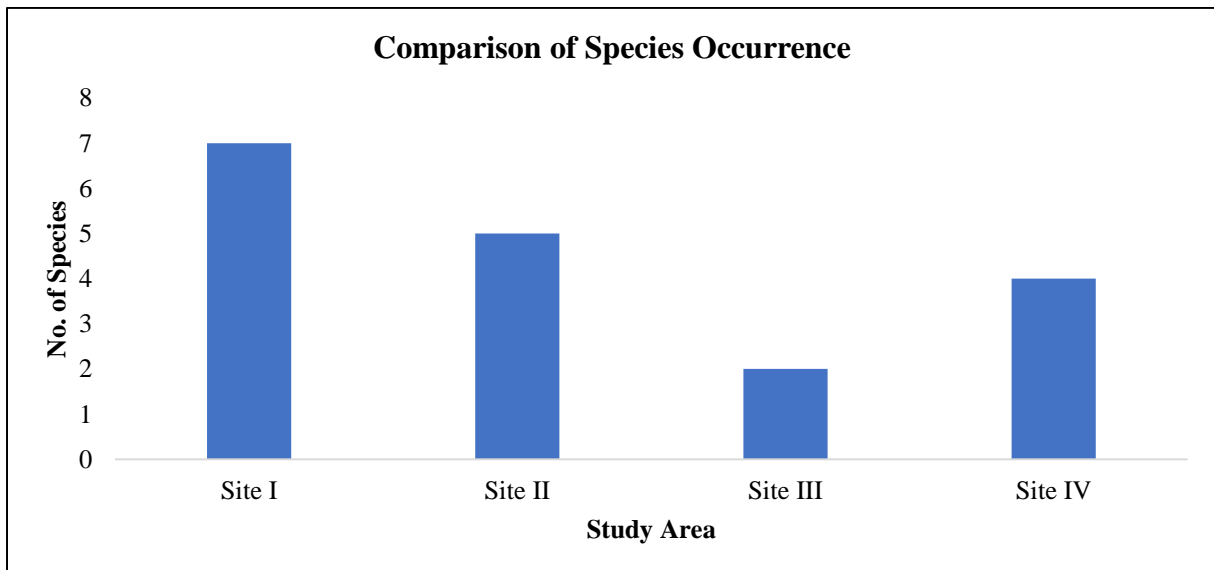 Comparison of Species Occurrence
8
7
6
5
4
3
2
1
0
No. of Species
Site I Site II Site III Site IV
Study Area